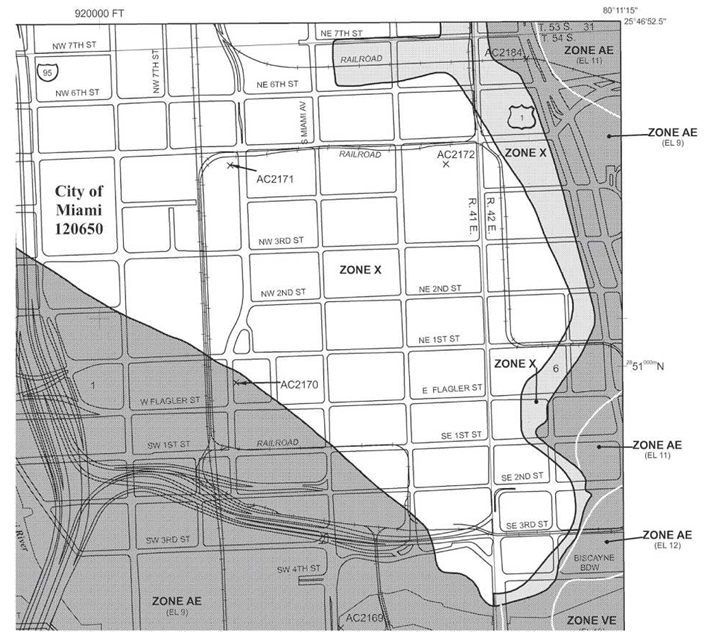 920000 FT
80°11'15"
25°46'52.5"
NE 7TH ST
T. 53 S. 31
T. 54 S.
NW 7TH ST
NW 7TH ST
RAILROAD
AC2184
ZONE AE
(EL 11)
95
NE 6TH ST
NW 6TH ST
S MIAMI AV
1
ZONE AE
(EL 9)
RAILROAD
AC2172
ZONE X
AC2171
City of
Miami
120650
R. 41 E.
R. 42 E.
NW 3RD ST
ZONE X
NW 2ND ST
NE 2ND ST
NE 1ST ST
ZONE X
6
51000m N
1
AC2170
E FLAGLER ST
W FLAGLER ST
SE 1ST ST
SW 1ST ST
RAILROAD
ZONE AE
(EL 11)
SE 2ND ST
SE 3RD ST
SW 3RD ST
ZONE AE
(EL 12)
River
BISCAYNE
BDW
SW 4TH ST
ZONE AE
(EL 9)
AC2169
ZONE VE